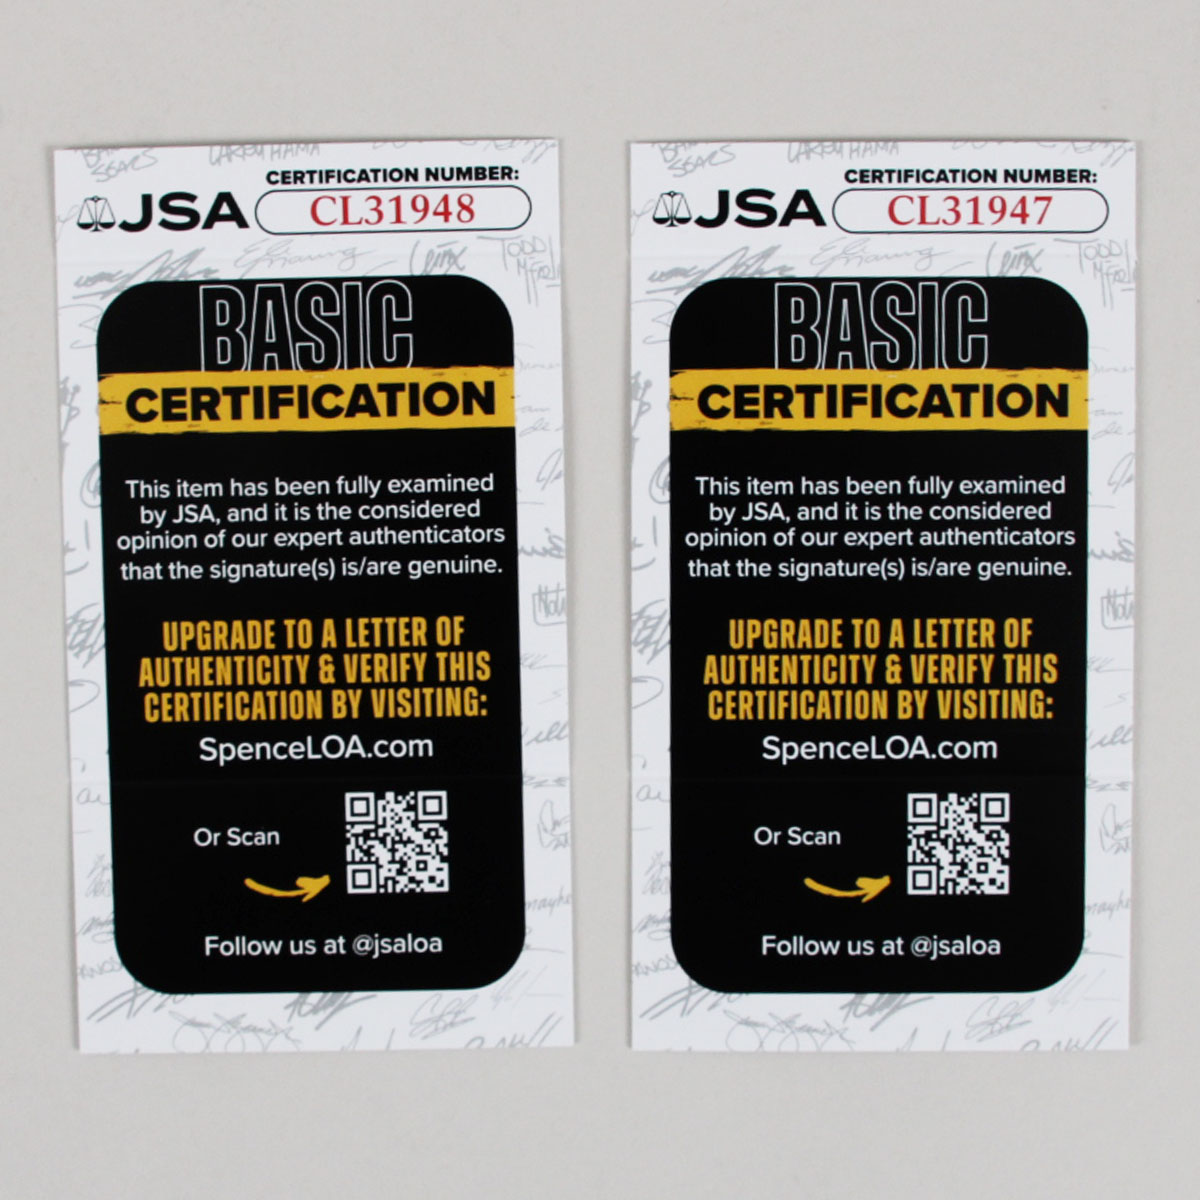 CERTIFICATION NUMBER:
JSA CL31948
BASIC
CERTIFICATION
This item has been fully examined
by JSA, and it is the considered
opinion of our expert authenticators
that the signature(s) is/are genuine.
UPGRADE TO A LETTER OF
AUTHENTICITY & VERIFY THIS
CERTIFICATION BY VISITING:
SpenceLOA.com
Or Scan
Follow us at @jsaloa
CERTIFICATION NUMBER:
JSA CL31947
BASIC
CERTIFICATION
This item has been fully examined
by JSA, and it is the considered
opinion of our expert authenticators
that the signature(s) is/are genuine.
UPGRADE TO A LETTER OF
AUTHENTICITY & VERIFY THIS
CERTIFICATION BY VISITING:
SpenceLOA.com
Or Scan
Follow us at @jsaloa